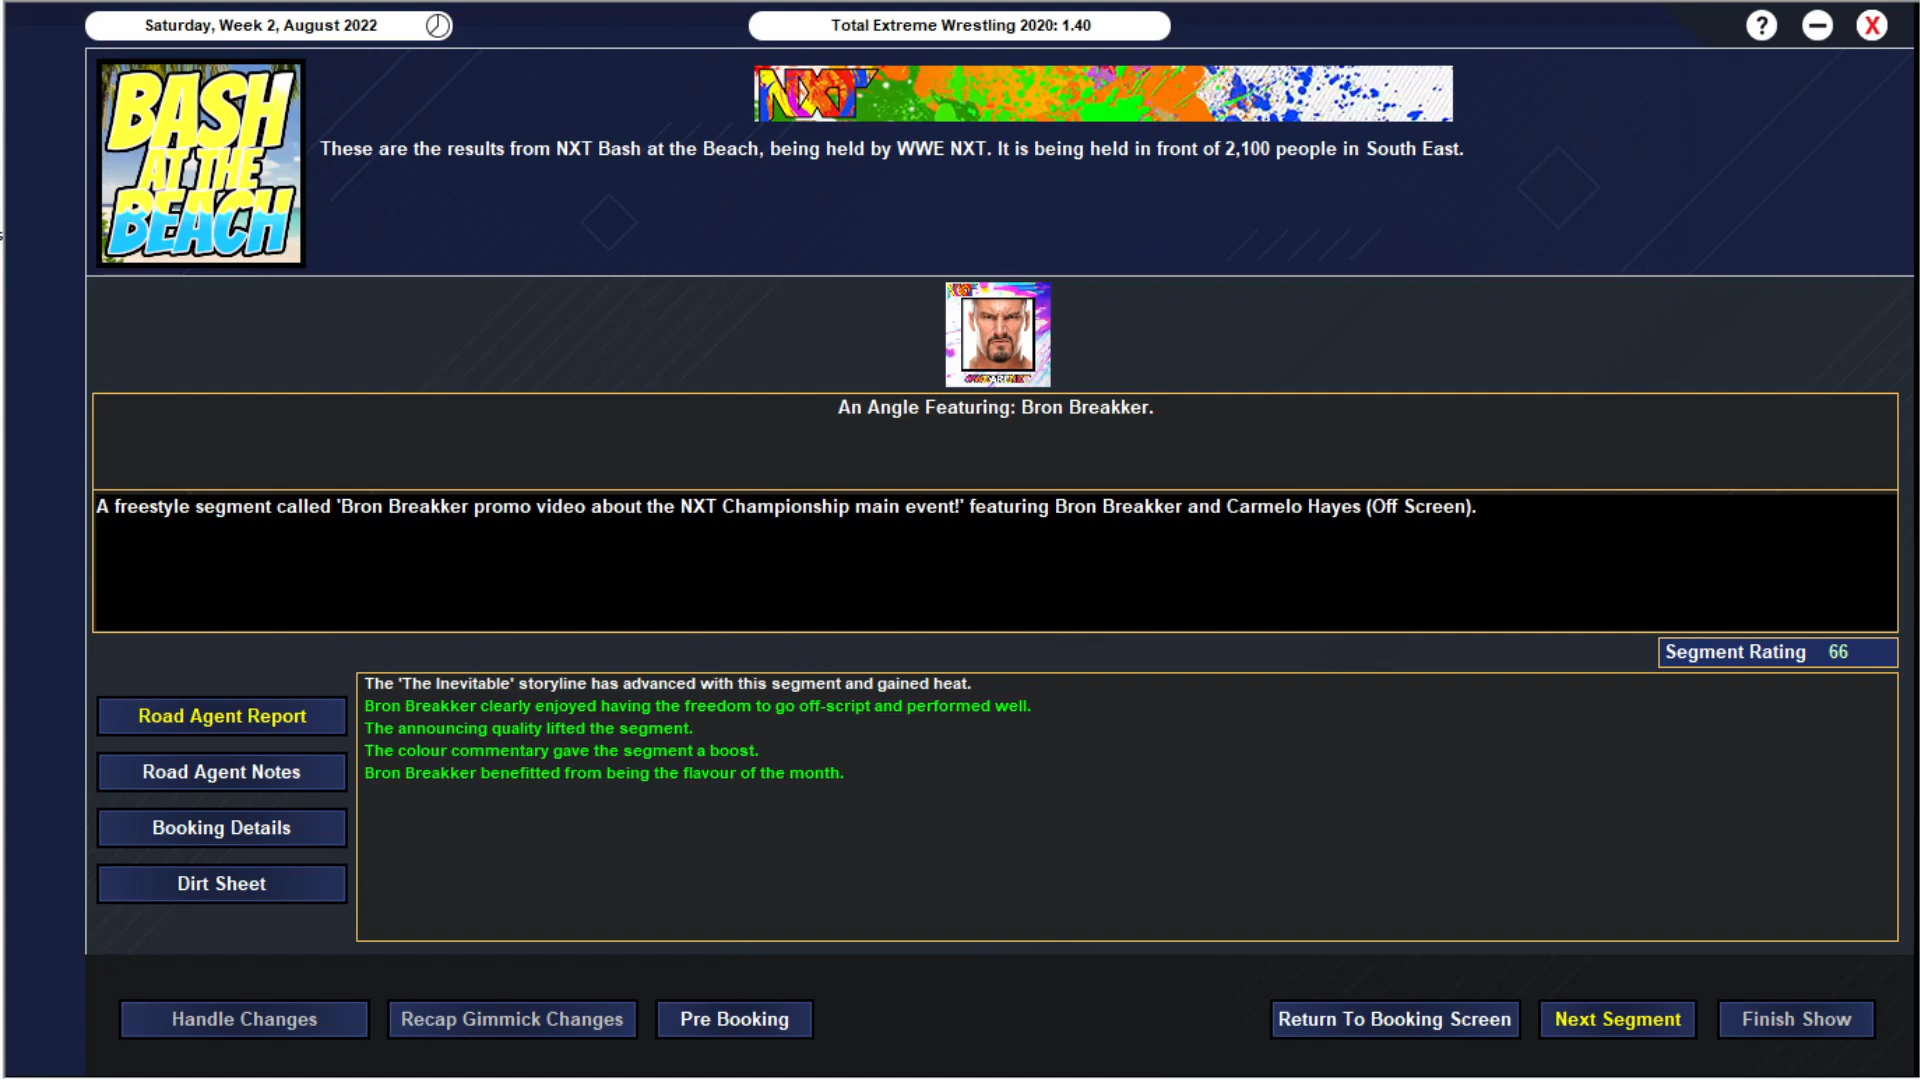 Saturday, Week 2, August 2022
Total Extreme Wrestling 2020: 1.40
?
X
BASH
AT THE
BEACH
NXT
These are the results from NXT Bash at the Beach, being held by WWE NXT. It is being held in front of 2,100 people in South East.
An Angle Featuring: Bron Breakker.
A freestyle segment called 'Bron Breakker promo video about the NXT Championship main event!' featuring Bron Breakker and Carmelo Hayes (Off Screen).
Segment Rating 66
Road Agent Report
Road Agent Notes
Booking Details
Dirt Sheet
The 'The Inevitable' storyline has advanced with this segment and gained heat.
Bron Breakker clearly enjoyed having the freedom to go off-script and performed well.
The announcing quality lifted the segment.
The colour commentary gave the segment a boost.
Bron Breakker benefitted from being the flavour of the month.
Handle Changes
Recap Gimmick Changes
Pre Booking
Return To Booking Screen
Next Segment
Finish Show